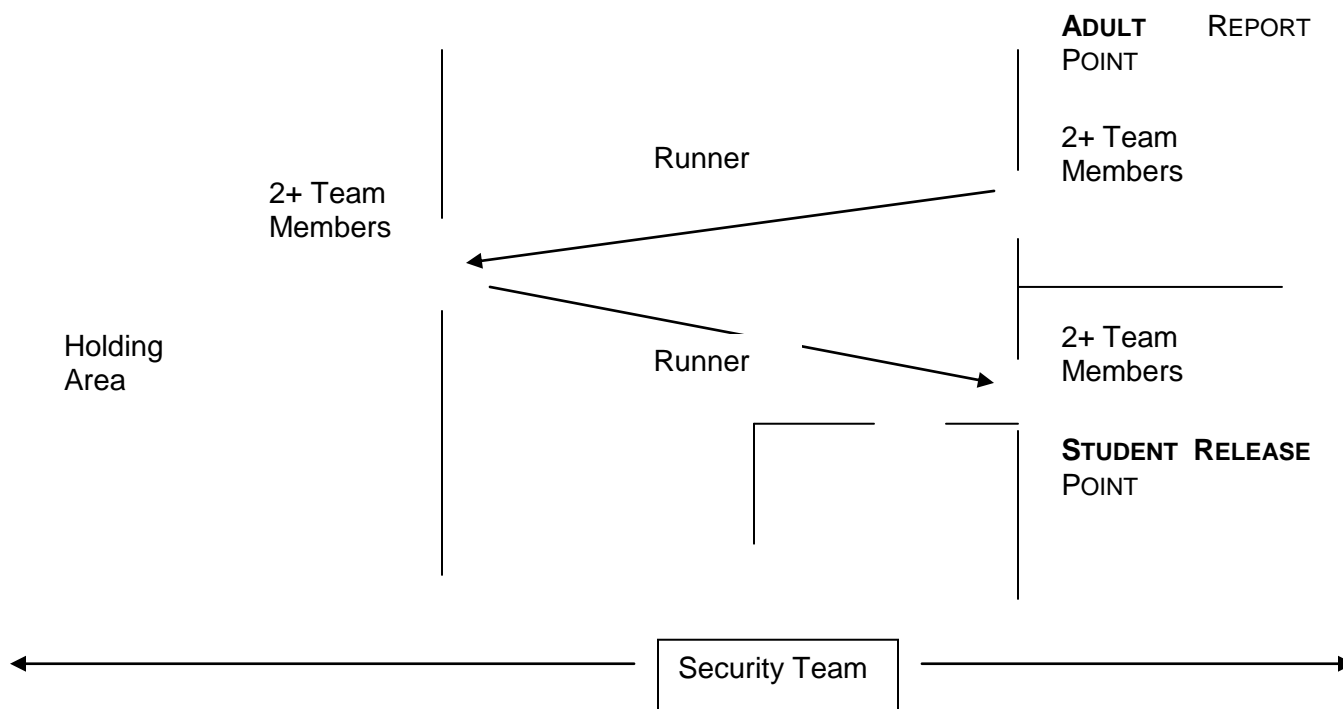 ADULT REPORT
POINT
2+ Team
Members
Runner
2+ Team
Members
Holding
Area
Runner
2+ Team
Members
STUDENT RELEASE
POINT
Security Team